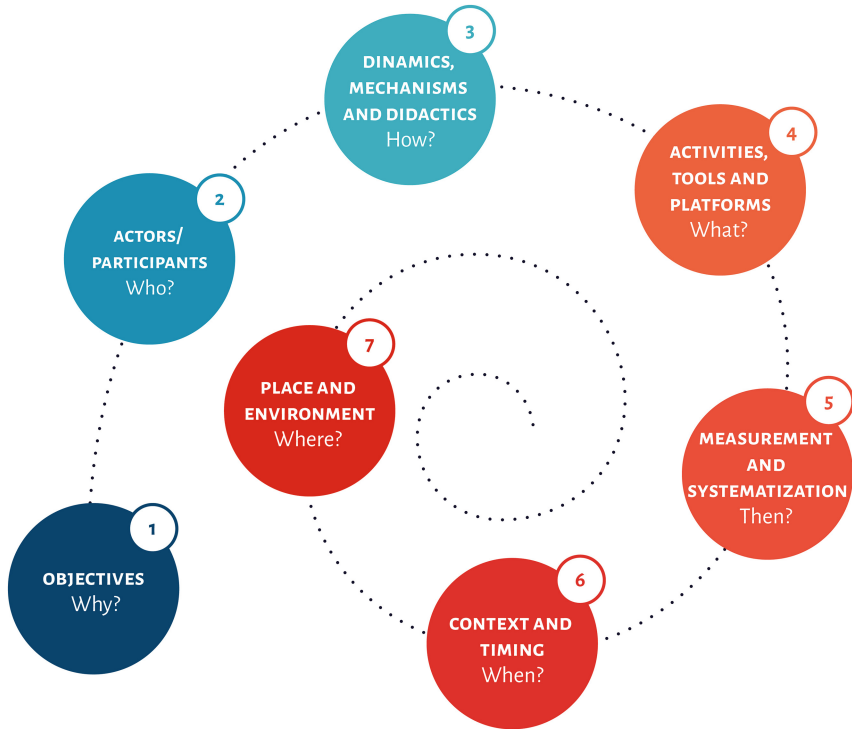 1
OBJECTIVES
Why?
2
ACTORS/
PARTICIPANTS
Who?
3
DINAMICS,
MECHANISMS
AND DIDACTICS
How?
4
ACTIVITIES,
TOOLS AND
PLATFORMS
What?
5
MEASUREMENT
AND
SYSTEMATIZATION
Then?
6
CONTEXT AND
TIMING
When?
7
PLACE AND
ENVIRONMENT
Where?